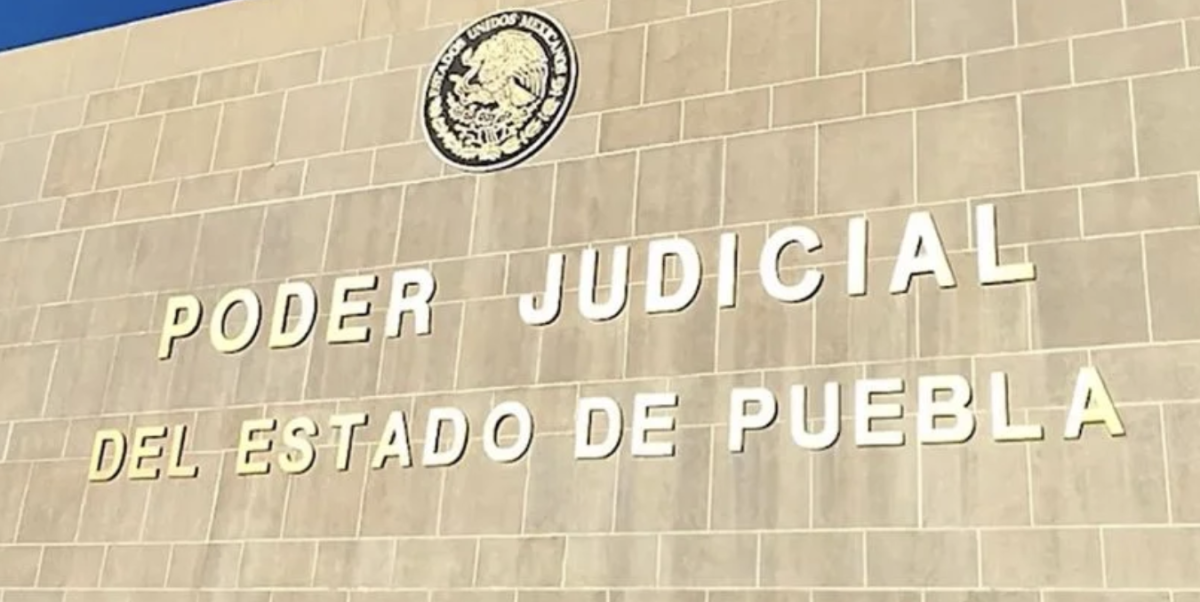 ESTADOS UNIDOS MEXICANOS
PODER JUDICIAL
DEL ESTADO DE PUEBLA